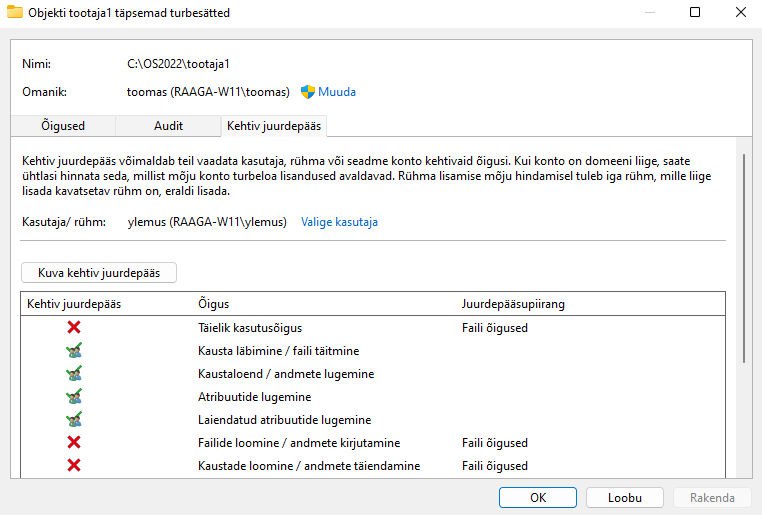 Objekti tootaja1 täpsemad turbesätted
Nimi: C:\OS2022\tootaja1
Omanik: toomas (RAAGA-W11\toomas) Muuda
Õigused Audit Kehtiv juurdepääs
Kehtiv juurdepääs võimaldab teil vaadata kasutaja, rühma või seadme konto kehtivaid õigusi. Kui konto on domeeni liige, saate
ühtlasi hinnata seda, millist mõju konto turbeloa lisandused avaldavad. Rühma lisamise mõju hindamisel tuleb iga rühm, mille liige
lisada kavatsetav rühm on, eraldi lisada.
Kasutaja/ rühm: ylemus (RAAGA-W11\ylemus) Valige kasutaja
Kuva kehtiv juurdepääs
Kehtiv juurdepääs Õigus Juurdepääsupiirang
Täielik kasutusõigus Faili õigused
Kausta läbimine / faili täitmine
Kaustaloend / andmete lugemine
Atribuutide lugemine
Laiendatud atribuutide lugemine
Failide loomine / andmete kirjutamine Faili õigused
Kaustade loomine / andmete täiendamine Faili õigused
OK Loobu Rakenda